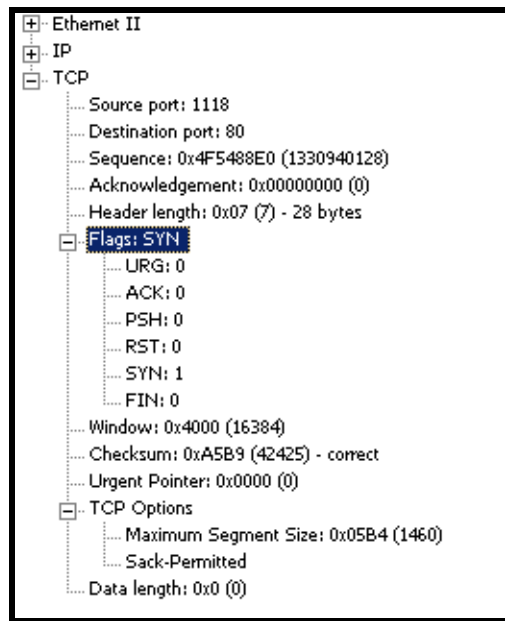 Ethernet II
IP
TCP
Source port: 1118
Destination port: 80
Sequence: 0x4F5488E0 (1330940128)
Acknowledgement: 0x00000000 (0)
Header length: 0x07 (7) - 28 bytes
Flags: SYN
URG: 0
ACK: 0
PSH: 0
RST: 0
SYN: 1
FIN: 0
Window: 0x4000 (16384)
Checksum: 0xA5B9 (42425) - correct
Urgent Pointer: 0x0000 (0)
TCP Options
Maximum Segment Size: 0x05B4 (1460)
Sack-Permitted
Data length: 0x0 (0)